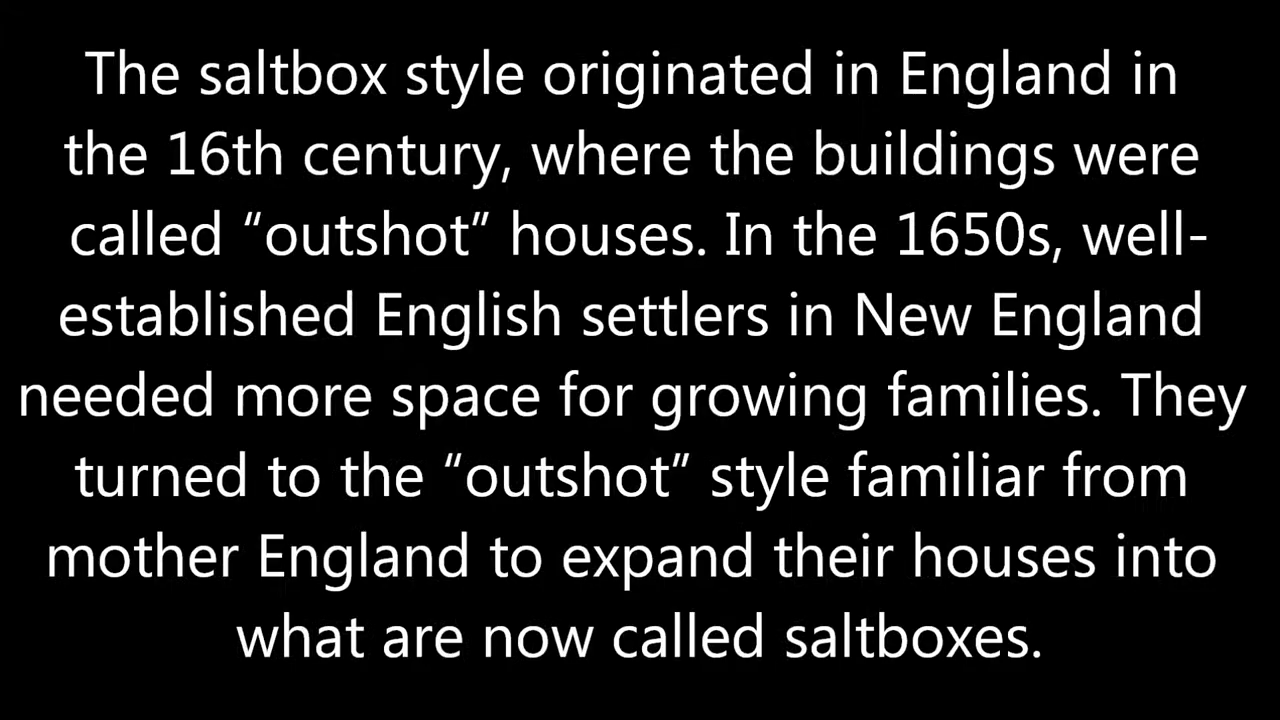 The saltbox style originated in England in
the 16th century, where the buildings were
called “outshot” houses. In the 1650s, well-
established English settlers in New England
needed more space for growing families. They
turned to the “outshot” style familiar from
mother England to expand their houses into
what are now called saltboxes.